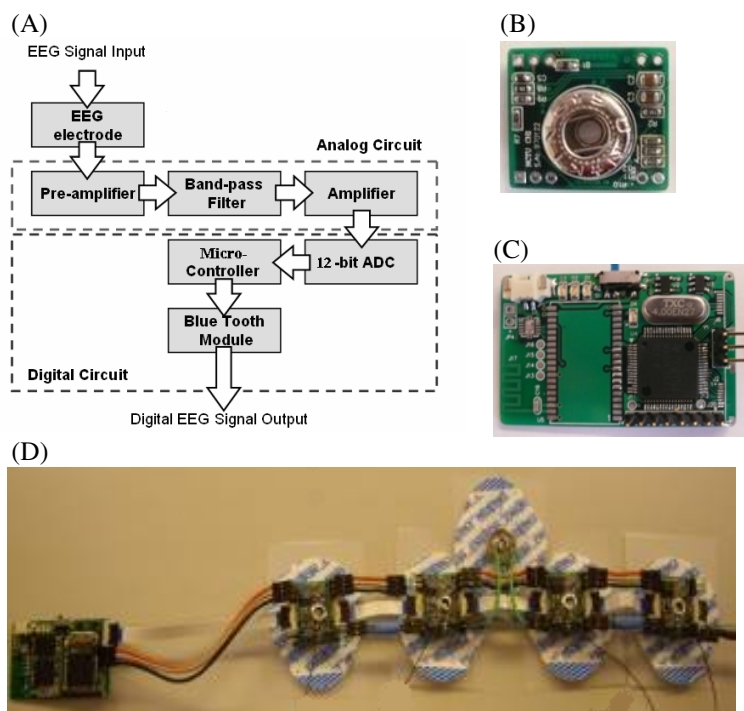 (A)
EEG Signal Input
EEG
electrode
Analog Circuit
Pre-amplifier
Band-pass
Filter
Amplifier
Micro-
Controller
12-bit ADC
Blue Tooth
Module
Digital Circuit
Digital EEG Signal Output
(B)
(C)
TXC
(D)